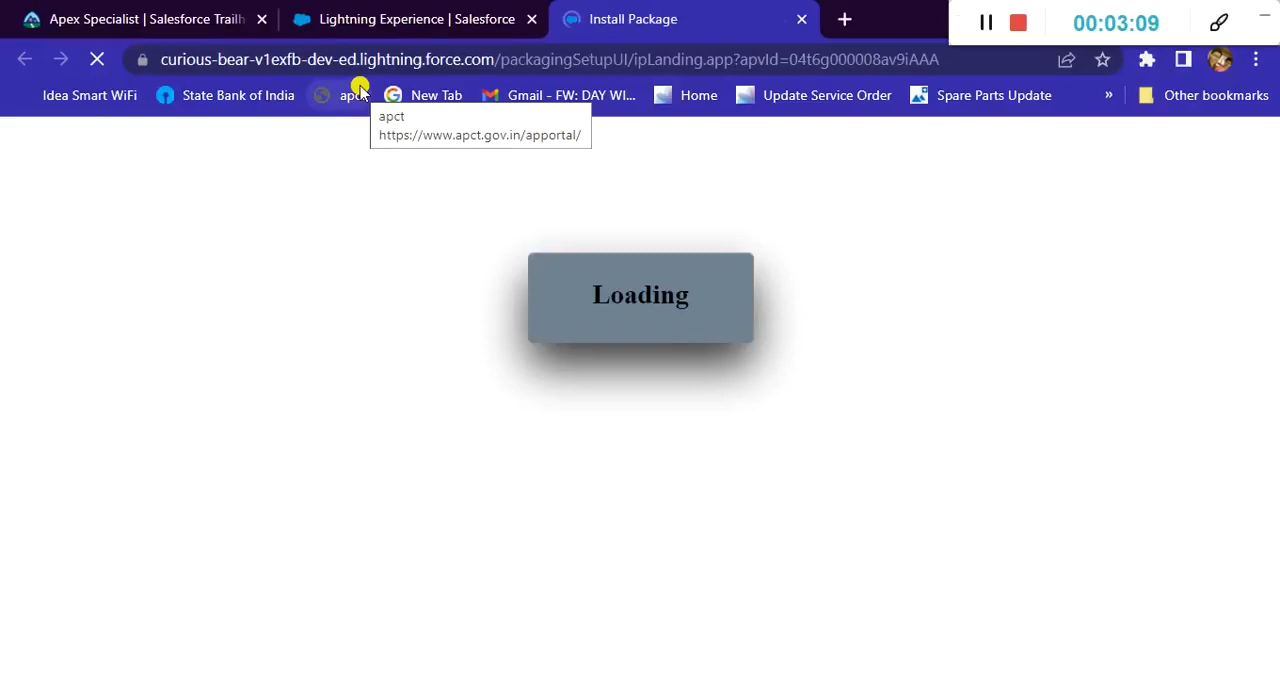 Apex Specialist | Salesforce Trailh
Lightning Experience | Salesforce
Install Package
00:03:09
curious-bear-v1exfb-dev-ed.lightning.force.com/packagingSetupUI/ipLanding.app?apvId=04t6g000008av9iAAA
Idea Smart WiFi
State Bank of India
apct
New Tab
Gmail - FW: DAY WI...
Home
Update Service Order
Spare Parts Update
»
Other bookmarks
apct
https://www.apct.gov.in/apportal/
Loading